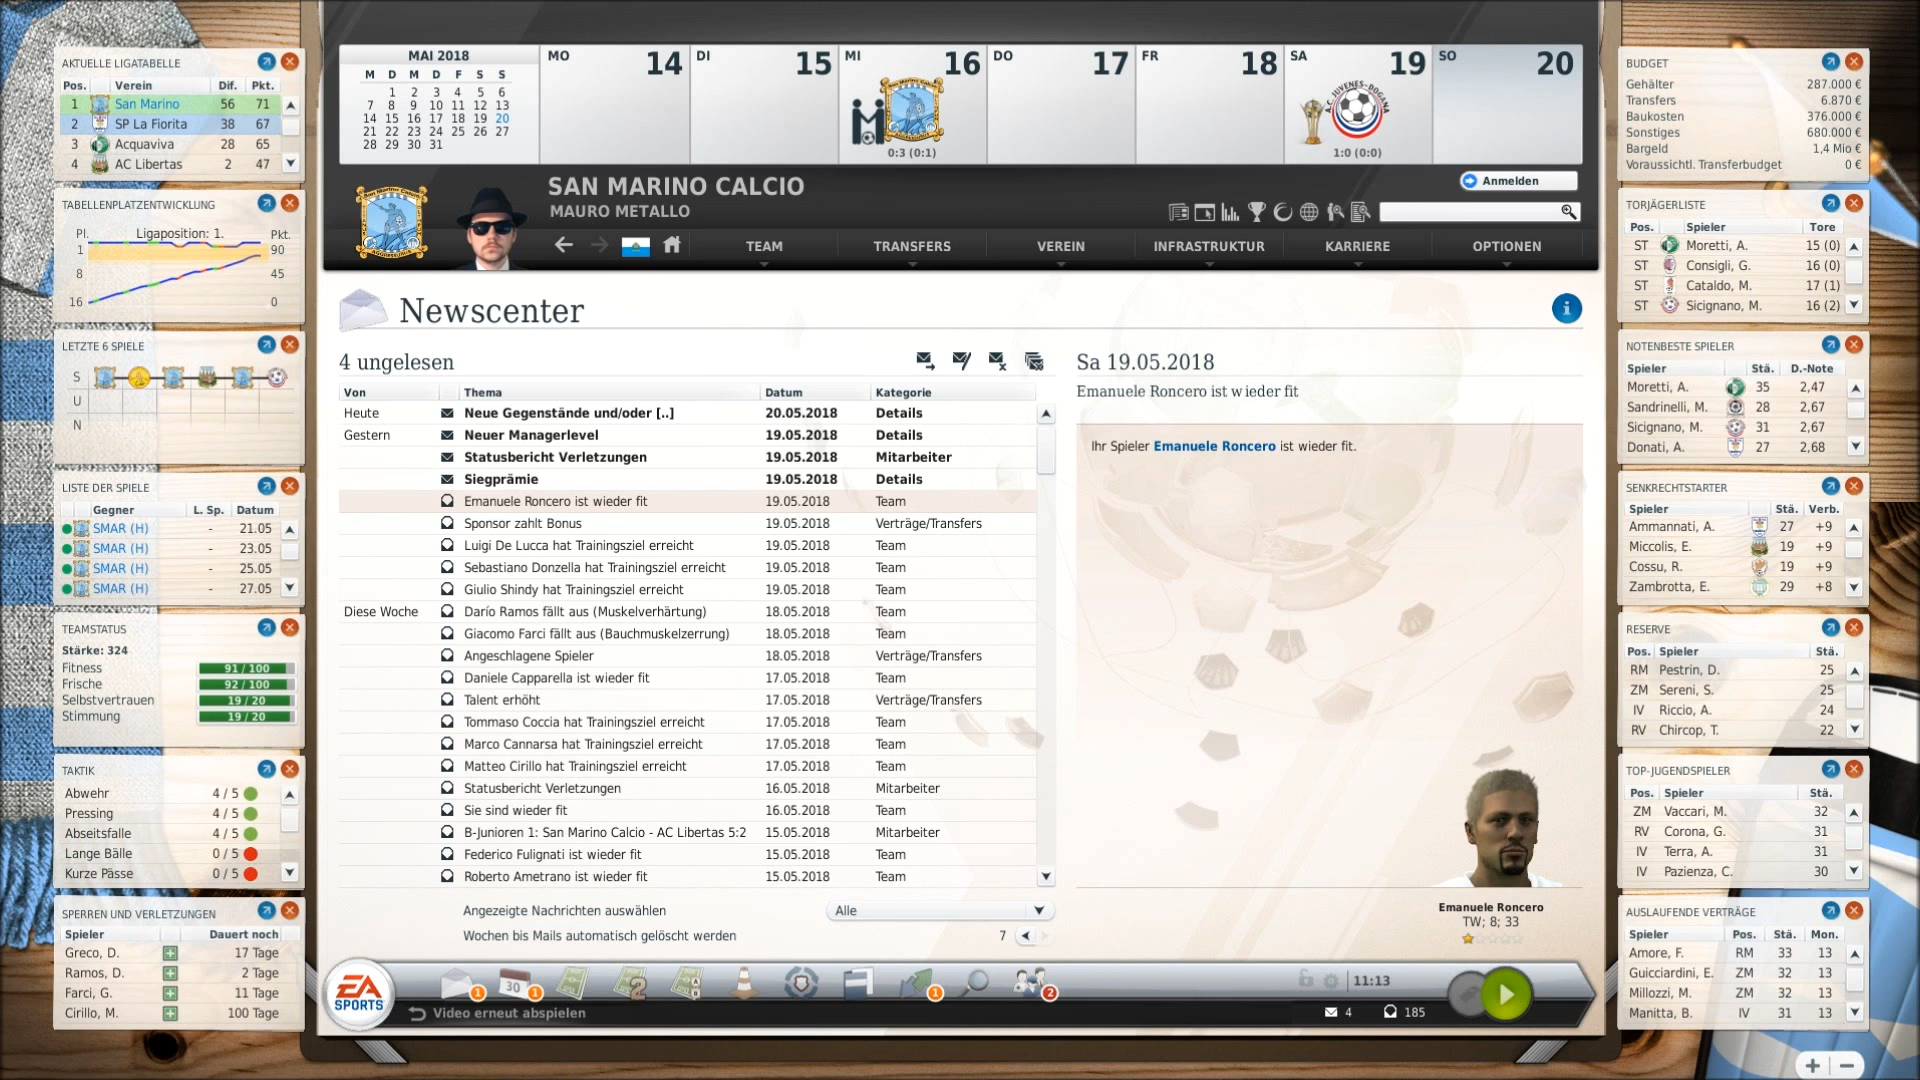 AKTUELLE LIGATABELLE
Pos. Verein Dif. Pkt.
1 San Marino 56 71
2 SP La Fiorita 38 67
3 Acquaviva 28 65
4 AC Libertas 2 47
TABELLENPLATZENTWICKLUNG
Pl. Ligaposition: 1. Pkt.
1 90
8 45
16 0
LETZTE 6 SPIELE
S
U
N
LISTE DER SPIELE
Gegner L. Sp. Datum
SMAR (H) - 21.05
SMAR (H) - 23.05
SMAR (H) - 25.05
SMAR (H) - 27.05
TEAMSTATUS
Stärke: 324
Fitness 91 / 100
Frische 92 / 100
Selbstvertrauen 19 / 20
Stimmung 19 / 20
TAKTIK
Abwehr 4 / 5
Pressing 4 / 5
Abseitsfalle 4 / 5
Lange Bälle 0 / 5
Kurze Pässe 0 / 5
SPERREN UND VERLETZUNGEN
Spieler Dauert noch
Greco, D. 17 Tage
Ramos, D. 2 Tage
Farci, G. 11 Tage
Cirillo, M. 100 Tage
MAI 2018
M D M D F S S
1 2 3 4 5 6
7 8 9 10 11 12 13
14 15 16 17 18 19 20
21 22 23 24 25 26 27
28 29 30 31
MO 14
DI 15
MI 16
0:3 (0:1)
DO 17
FR 18
SA 19
A.C. JUVENES-DOGANA
1:0 (0:0)
SO 20
SAN MARINO CALCIO
MAURO METALLO
Anmelden
TEAM TRANSFERS VEREIN INFRASTRUKTUR KARRIERE OPTIONEN
Newscenter
4 ungelesen
Von Thema Datum Kategorie
Heute Neue Gegenstände und/oder [..] 20.05.2018 Details
Gestern Neuer Managerlevel 19.05.2018 Details
Statusbericht Verletzungen 19.05.2018 Mitarbeiter
Siegprämie 19.05.2018 Details
Emanuele Roncero ist wieder fit 19.05.2018 Team
Sponsor zahlt Bonus 19.05.2018 Verträge/Transfers
Luigi De Lucca hat Trainingsziel erreicht 19.05.2018 Team
Sebastiano Donzella hat Trainingsziel erreicht 19.05.2018 Team
Giulio Shindy hat Trainingsziel erreicht 19.05.2018 Team
Diese Woche Darío Ramos fällt aus (Muskelverhärtung) 18.05.2018 Team
Giacomo Farci fällt aus (Bauchmuskelzerrung) 18.05.2018 Team
Angeschlagene Spieler 18.05.2018 Verträge/Transfers
Daniele Capparella ist wieder fit 17.05.2018 Team
Talent erhöht 17.05.2018 Verträge/Transfers
Tommaso Coccia hat Trainingsziel erreicht 17.05.2018 Team
Marco Cannarsa hat Trainingsziel erreicht 17.05.2018 Team
Matteo Cirillo hat Trainingsziel erreicht 17.05.2018 Team
Statusbericht Verletzungen 16.05.2018 Mitarbeiter
Sie sind wieder fit 16.05.2018 Team
B-Junioren 1: San Marino Calcio - AC Libertas 5:2 15.05.2018 Mitarbeiter
Federico Fulignati ist wieder fit 15.05.2018 Team
Roberto Ametrano ist wieder fit 15.05.2018 Team
Angezeigte Nachrichten auswählen Alle
Wochen bis Mails automatisch gelöscht werden 7
Sa 19.05.2018
Emanuele Roncero ist wieder fit
Ihr Spieler Emanuele Roncero ist wieder fit.
Emanuele Roncero
TW; 8; 33
EA SPORTS
1 30 1 2 1 2
11:13
Video erneut abspielen
4 185
BUDGET
Gehälter 287.000 €
Transfers 6.870 €
Baukosten 376.000 €
Sonstiges 680.000 €
Bargeld 1,4 Mio €
Voraussichtl. Transferbudget 0 €
TORJÄGERLISTE
Pos. Spieler Tore
ST Moretti, A. 15 (0)
ST Consigli, G. 16 (0)
ST Cataldo, M. 17 (1)
ST Sicignano, M. 16 (2)
NOTENBESTE SPIELER
Spieler Stä. D.-Note
Moretti, A. 35 2,47
Sandrinelli, M. 28 2,67
Sicignano, M. 31 2,67
Donati, A. 27 2,68
SENKRECHTSTARTER
Spieler Stä. Verb.
Ammannati, A. 27 +9
Miccolis, E. 19 +9
Cossu, R. 19 +9
Zambrotta, E. 29 +8
RESERVE
Pos. Spieler Stä.
RM Pestrin, D. 25
ZM Sereni, S. 25
IV Riccio, A. 24
RV Chircop, T. 22
TOP-JUGENDSPIELER
Pos. Spieler Stä.
ZM Vaccari, M. 32
RV Corona, G. 31
IV Terra, A. 31
IV Pazienza, C. 30
AUSLAUFENDE VERTRÄGE
Spieler Pos. Stä. Mon.
Amore, F. RM 33 13
Guicciardini, E. ZM 32 13
Millozzi, M. ZM 32 13
Manitta, B. IV 31 13